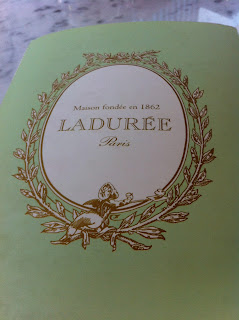 Maison fondée en 1862
LADURÉE
Paris